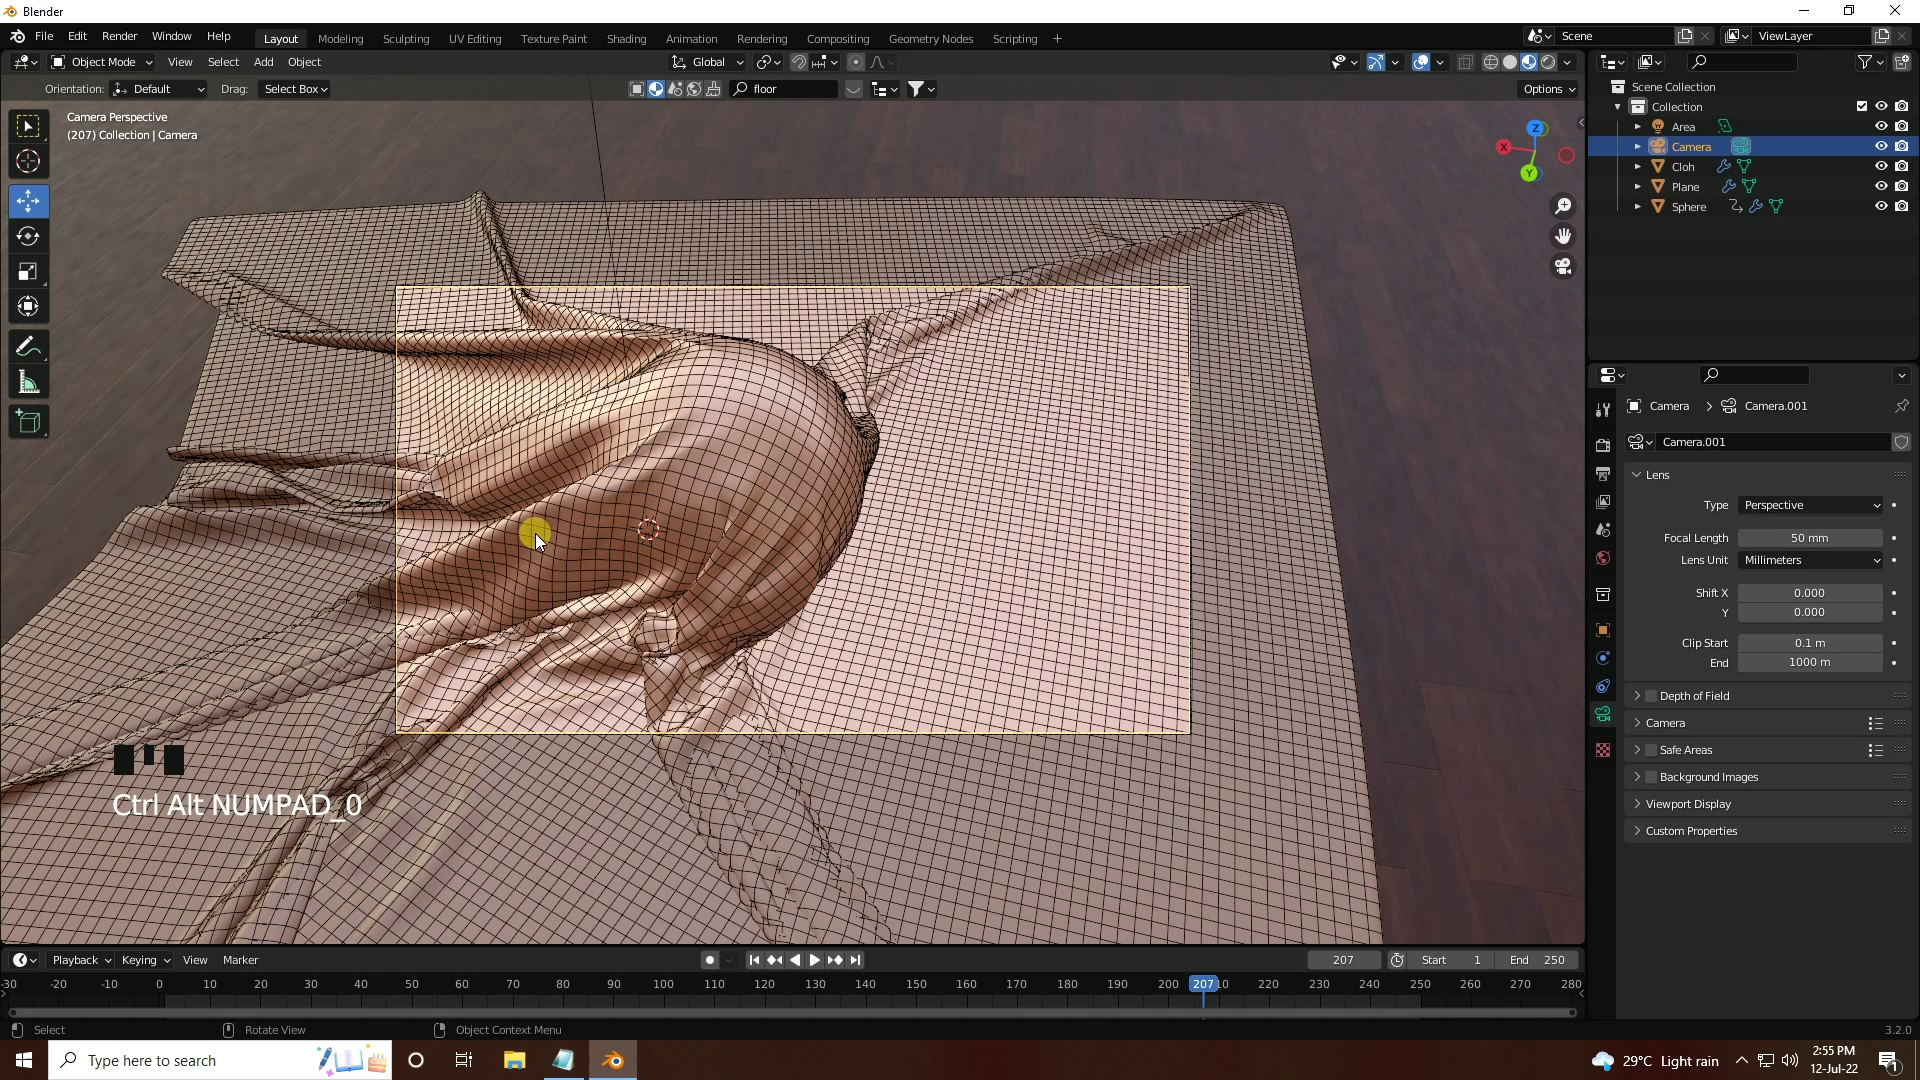 Blender
File Edit Render Window Help
Layout Modeling Sculpting UV Editing Texture Paint Shading Animation Rendering Compositing Geometry Nodes Scripting +
Scene
ViewLayer
Object Mode View Select Add Object
Global
Orientation: Default Drag: Select Box
floor
Options
Camera Perspective
(207) Collection | Camera
Z
X
Y
Scene Collection
Collection
Area
Camera
Cloh
Plane
Sphere
Camera > Camera.001
Camera.001
Lens
Type Perspective
Focal Length 50 mm
Lens Unit Millimeters
Shift X 0.000
Y 0.000
Clip Start 0.1 m
End 1000 m
Depth of Field
Camera
Safe Areas
Background Images
Viewport Display
Custom Properties
Ctrl Alt NUMPAD_0
Playback Keying View Marker
207
Start 1
End 250
-30 -20 -10 0 10 20 30 40 50 60 70 80 90 100 110 120 130 140 150 160 170 180 190 200 207 220 230 240 250 260 270 280
Select
Rotate View
Object Context Menu
3.2.0
Type here to search
29°C Light rain
2:55 PM
12-Jul-22
1